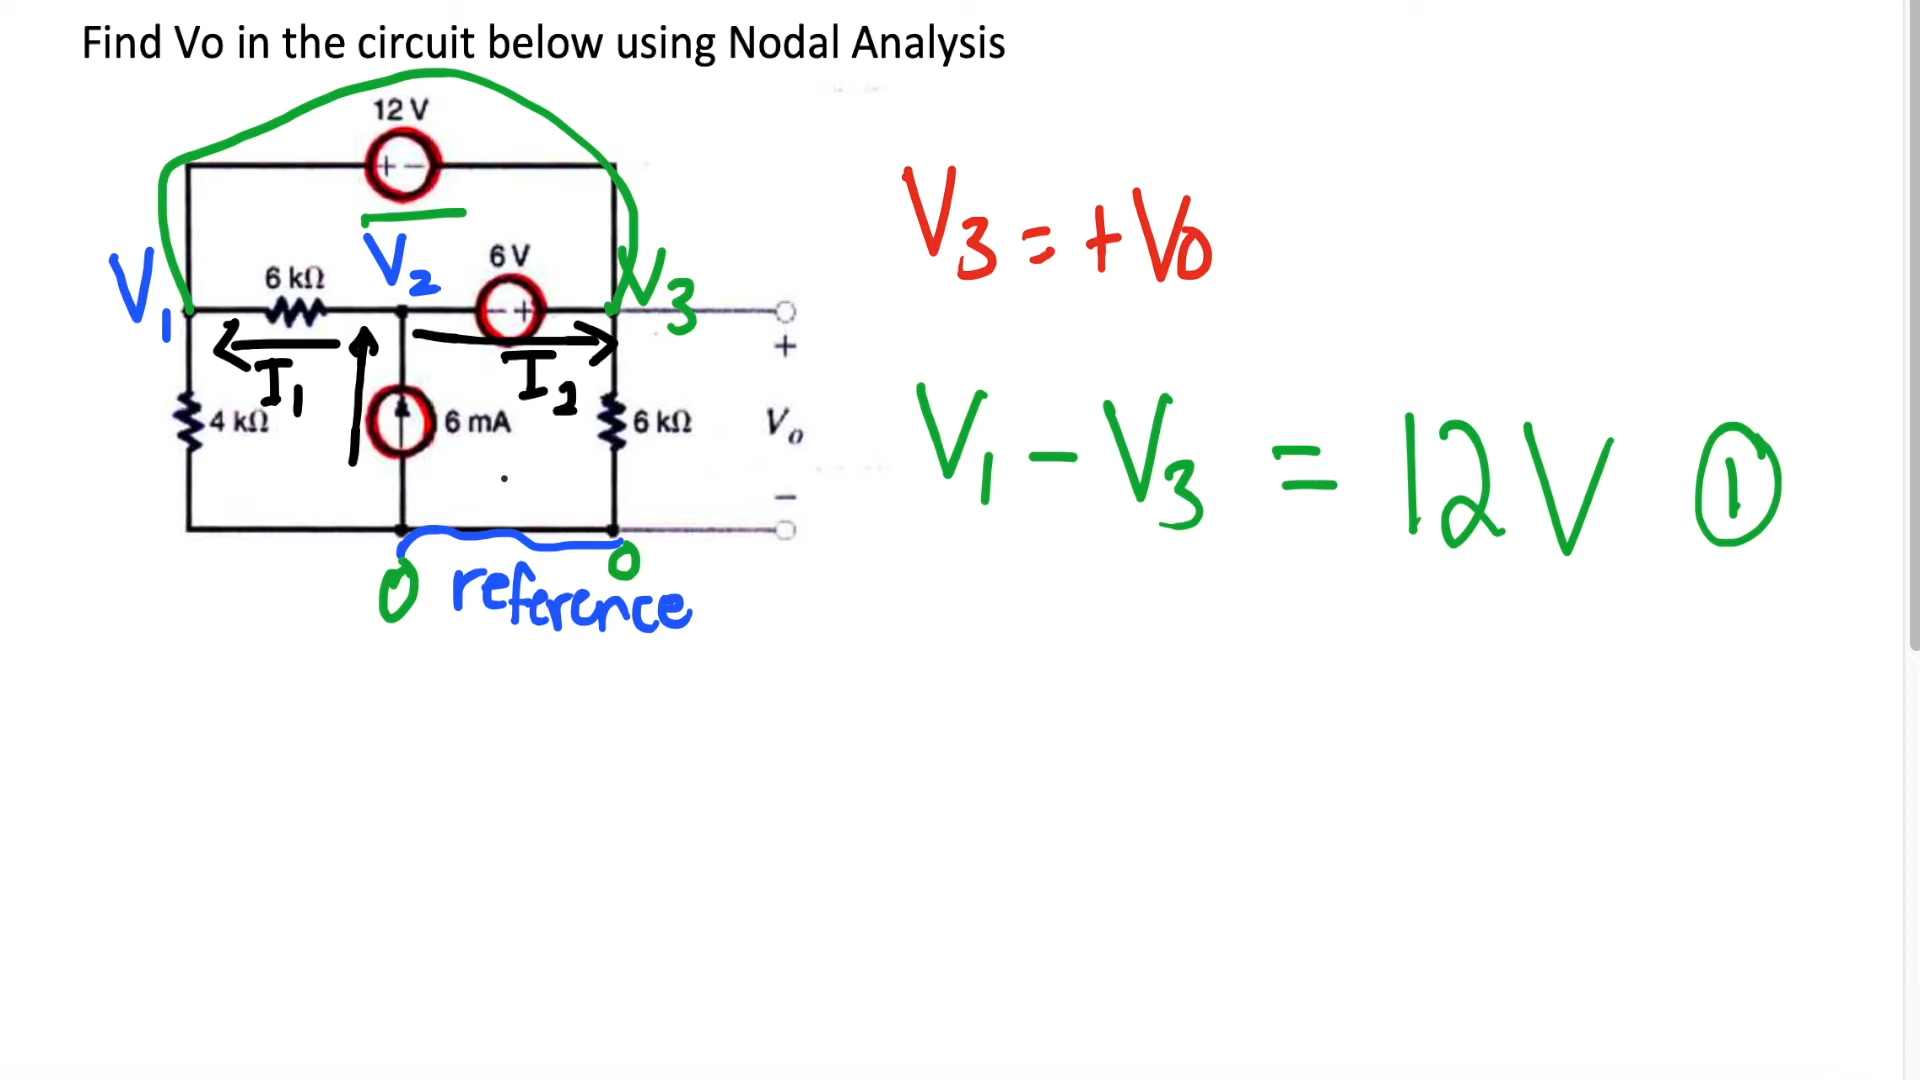 Find Vo in the circuit below using Nodal Analysis
12 V
+ −
V2
6 V
− +
V1
6 kΩ
V3
V3 = +Vo
I1
I2
+
4 kΩ
6 mA
6 kΩ
Vo
−
V1 − V3 = 12V ①
0
0
reference